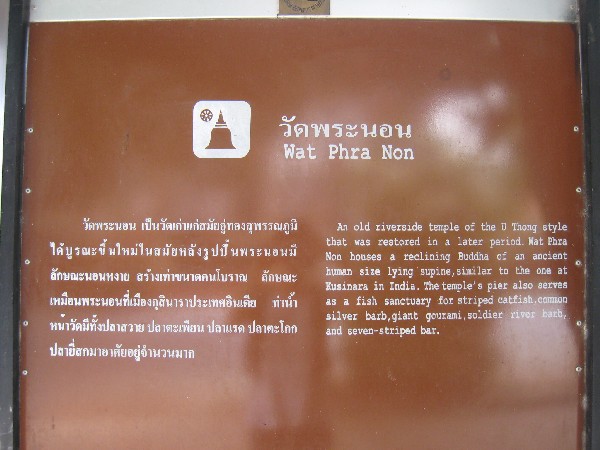 วัดพระนอน
Wat Phra Non
วัดพระนอน เป็นวัดเก่าแก่สมัยอู่ทองสุพรรณภูมิ
ได้บูรณะขึ้นใหม่ในสมัยหลังรูปปั้นพระนอนมี
ลักษณะนอนหงาย สร้างเท่าขนาดคนโบราณ ลักษณะ
เหมือนพระนอนที่เมืองกุสินาราประเทศอินเดีย ท่าน้ำ
หน้าวัดมีทั้งปลาสวาย ปลาตะเพียน ปลาแรด ปลาตะโกก
ปลายี่สกมาอาศัยอยู่จำนวนมาก
An old riverside temple of the U Thong style
that was restored in a later period. Wat Phra
Non houses a reclining Buddha of an ancient
human size lying supine,similar to the one at
Kusinara in India. The temple's pier also serves
as a fish sanctuary for striped catfish,common
silver barb,giant gourami,soldier river barb,
and seven-striped bar.